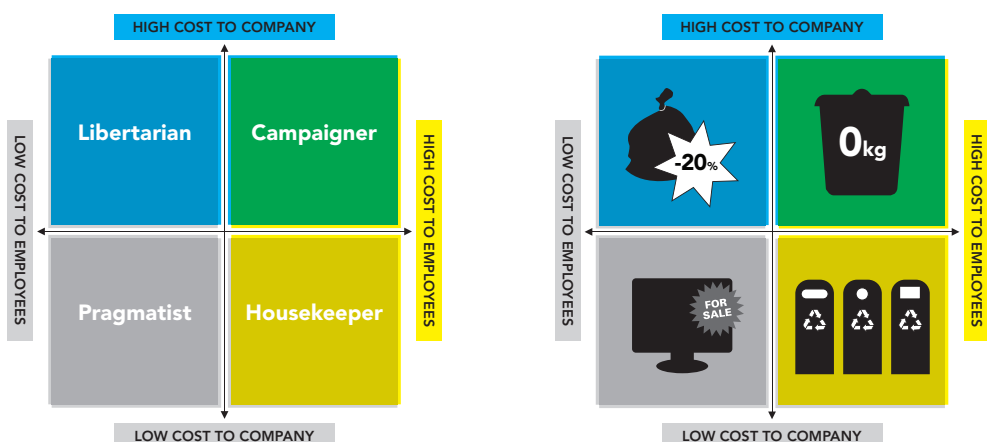 HIGH COST TO COMPANY
LOW COST TO EMPLOYEES
Libertarian
Campaigner
HIGH COST TO EMPLOYEES
Pragmatist
Housekeeper
LOW COST TO COMPANY
HIGH COST TO COMPANY
LOW COST TO EMPLOYEES
-20%
0kg
HIGH COST TO EMPLOYEES
FOR
SALE
LOW COST TO COMPANY